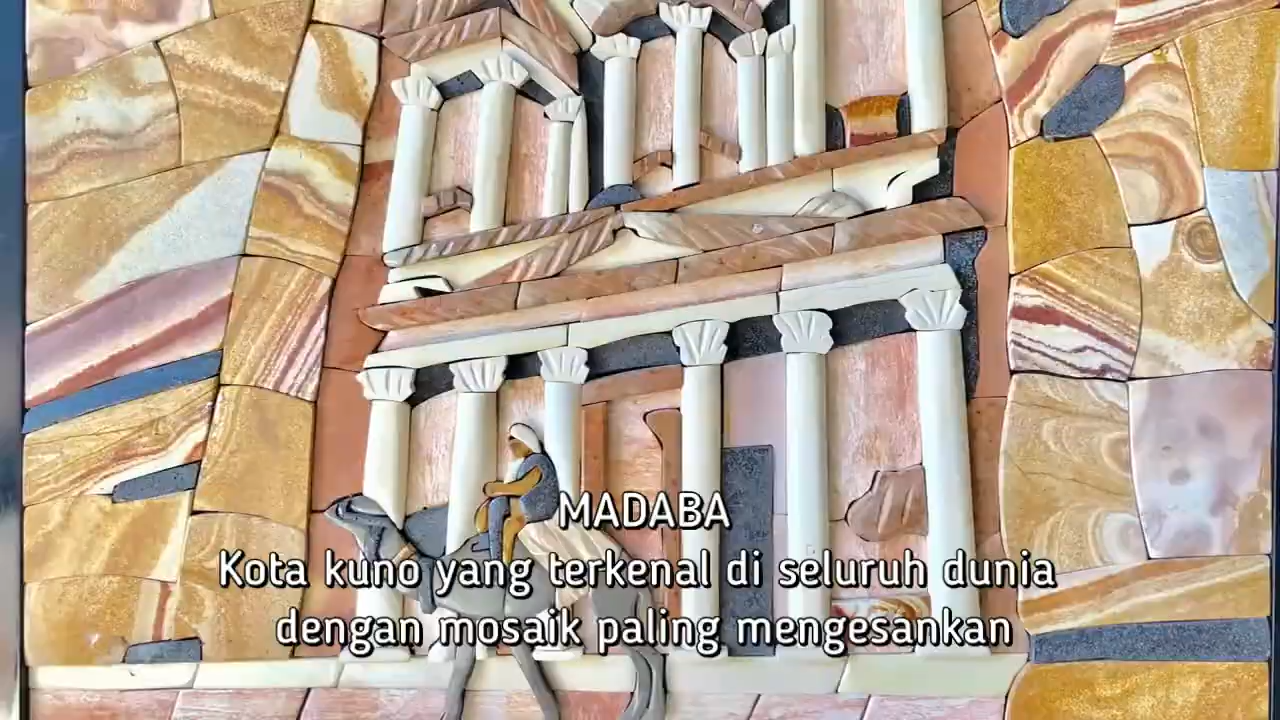 MADABA
Kota kuno yang terkenal di seluruh dunia
dengan mosaik paling mengesankan